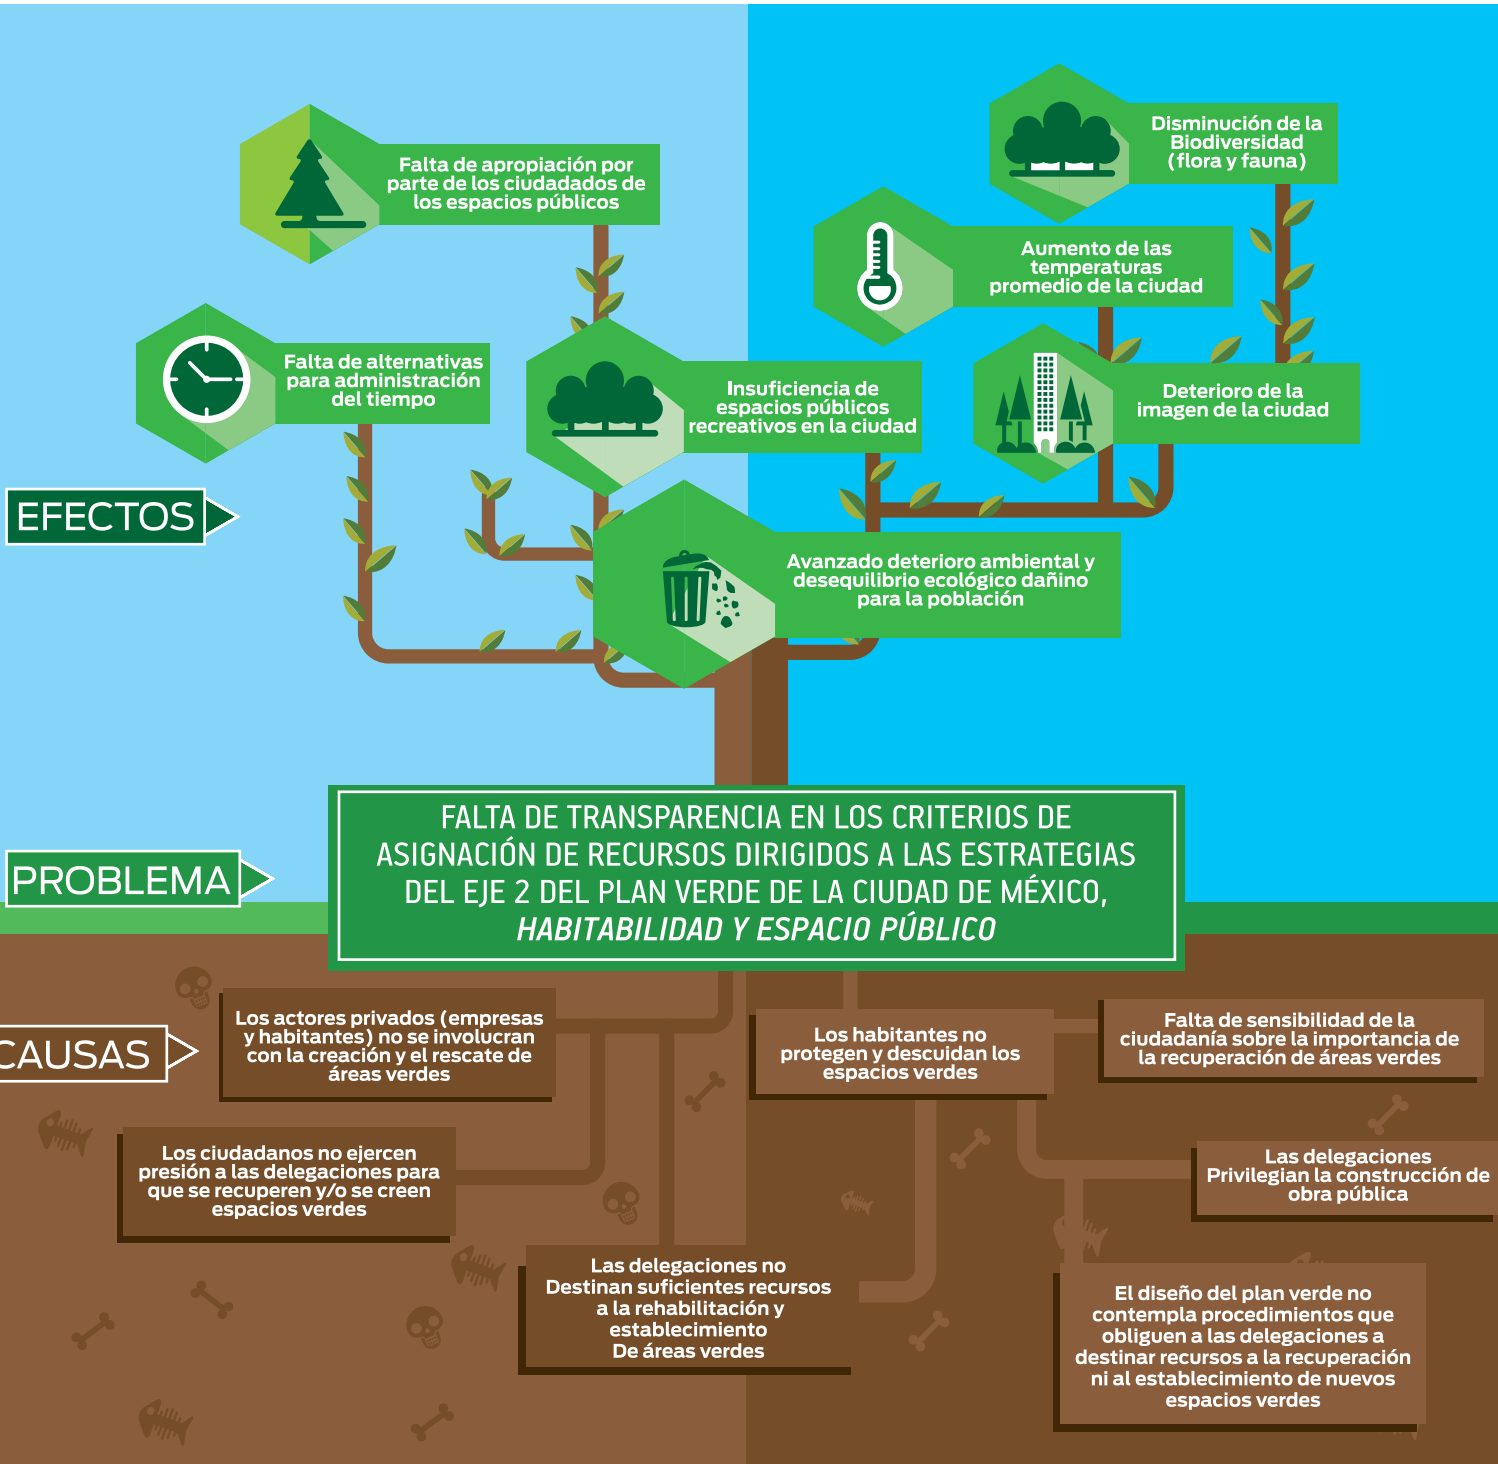 Disminución de la
Biodiversidad
(flora y fauna)
Falta de apropiación por
parte de los ciudadados de
los espacios públicos
Aumento de las
temperaturas
promedio de la ciudad
Falta de alternativas
para administración
del tiempo
Insuficiencia de
espacios públicos
recreativos en la ciudad
Deterioro de la
imagen de la ciudad
EFECTOS
Avanzado deterioro ambiental y
desequilibrio ecológico dañino
para la población
PROBLEMA
FALTA DE TRANSPARENCIA EN LOS CRITERIOS DE
ASIGNACIÓN DE RECURSOS DIRIGIDOS A LAS ESTRATEGIAS
DEL EJE 2 DEL PLAN VERDE DE LA CIUDAD DE MÉXICO,
HABITABILIDAD Y ESPACIO PÚBLICO
CAUSAS
Los actores privados (empresas
y habitantes) no se involucran
con la creación y el rescate de
áreas verdes
Los habitantes no
protegen y descuidan los
espacios verdes
Falta de sensibilidad de la
ciudadanía sobre la importancia de
la recuperación de áreas verdes
Los ciudadanos no ejercen
presión a las delegaciones para
que se recuperen y/o se creen
espacios verdes
Las delegaciones
Privilegian la construcción de
obra pública
Las delegaciones no
Destinan suficientes recursos
a la rehabilitación y
establecimiento
De áreas verdes
El diseño del plan verde no
contempla procedimientos que
obliguen a las delegaciones a
destinar recursos a la recuperación
ni al establecimiento de nuevos
espacios verdes